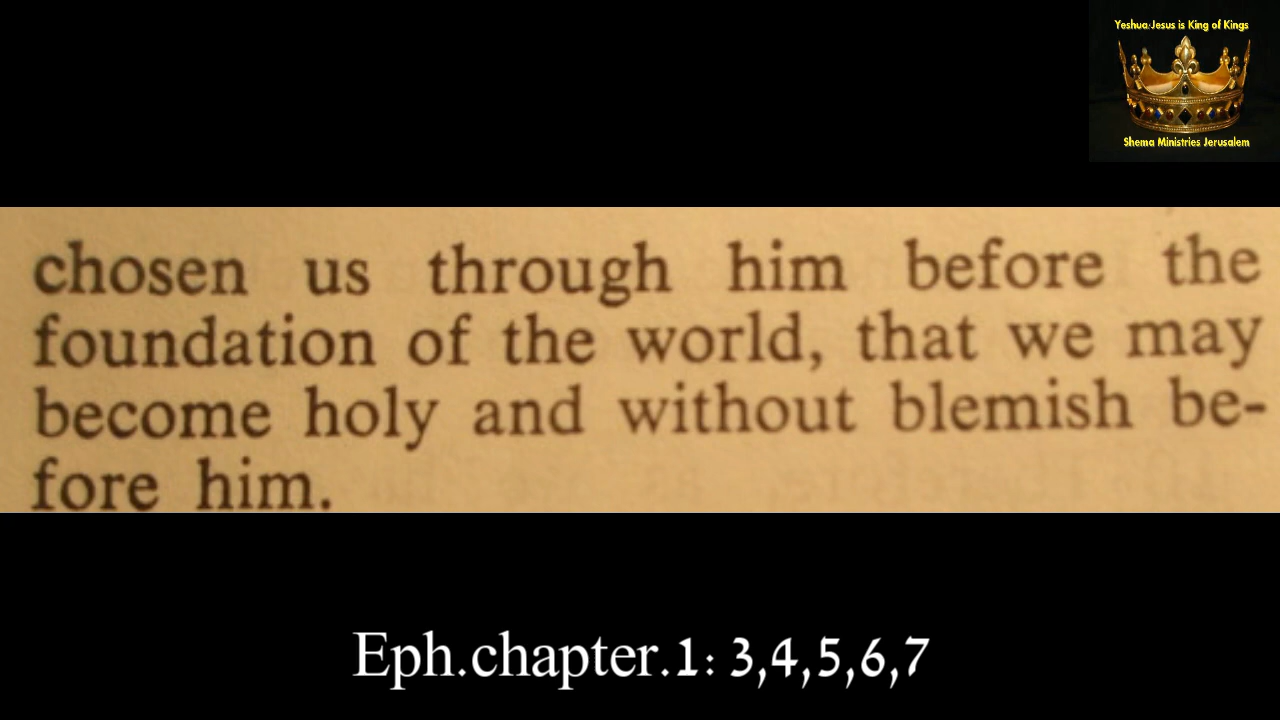 Yeshua-Jesus is King of Kings
Shema Ministries Jerusalem
chosen us through him before the
foundation of the world, that we may
become holy and without blemish be-
fore him.
Eph.chapter.1: 3,4,5,6,7